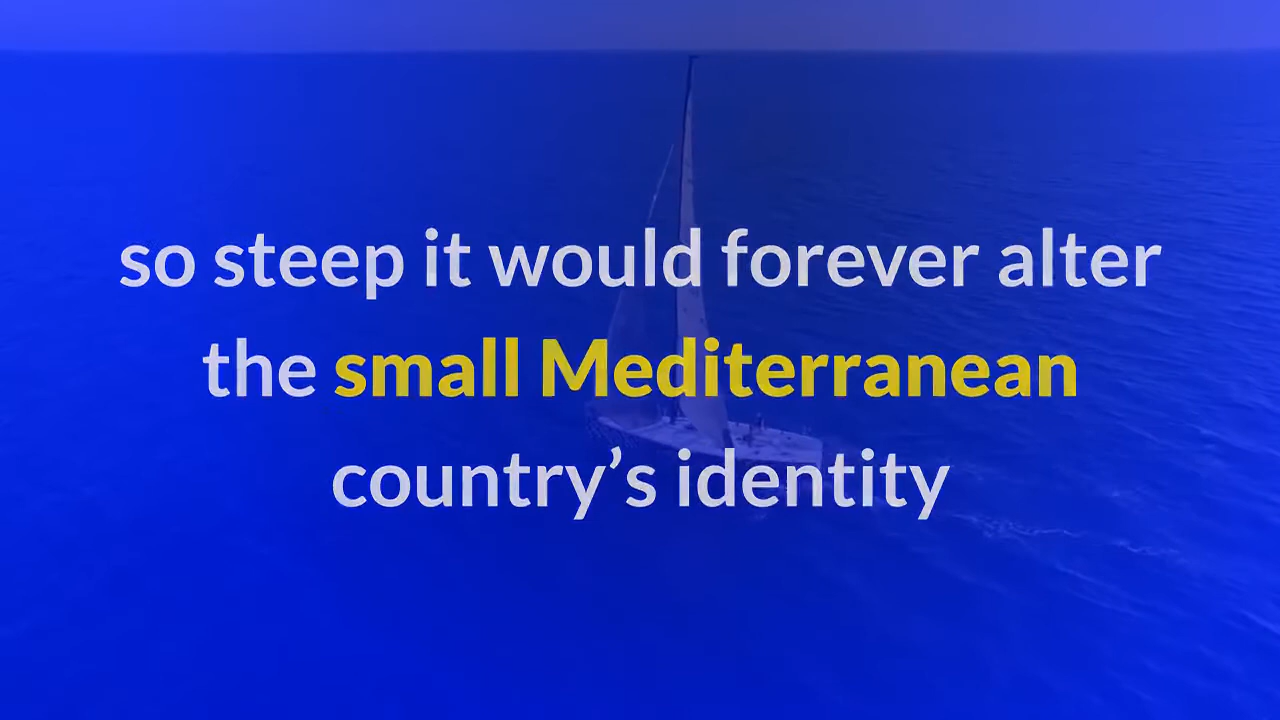 so steep it would forever alter
the small Mediterranean
country’s identity